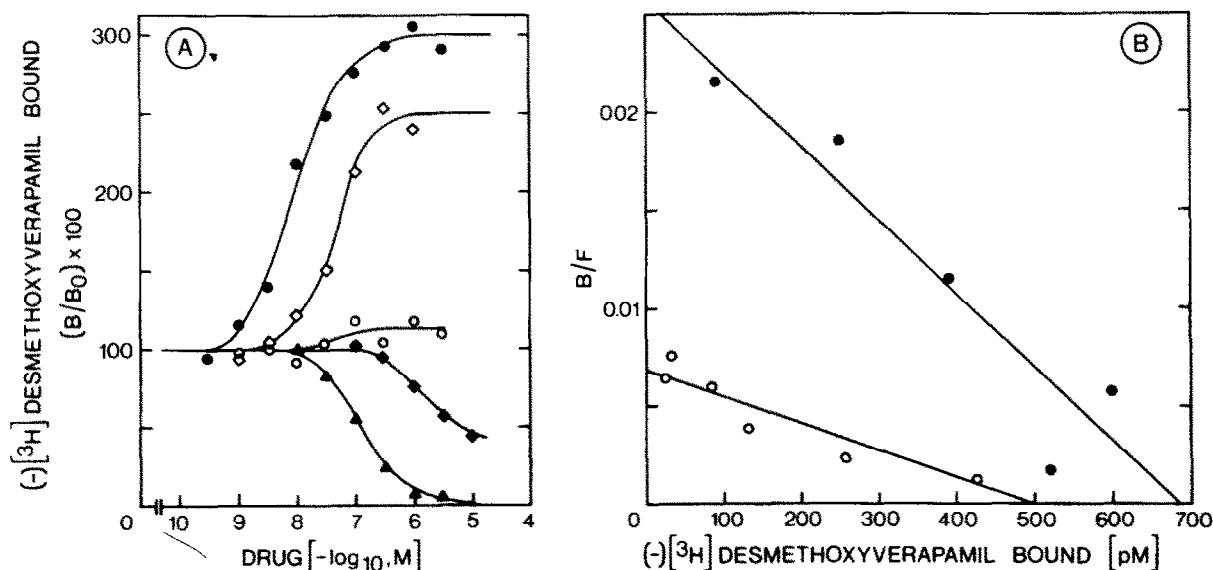 (-)[³H] DESMETHOXYVERAPAMIL BOUND
(B/B₀) x 100
300
200
100
0
A
0 10 9 8 7 6 5 4
DRUG [-log₁₀, M]
B/F
002
0.01
B
0 100 200 300 400 500 600 700
(-)[³H] DESMETHOXYVERAPAMIL BOUND [pM]